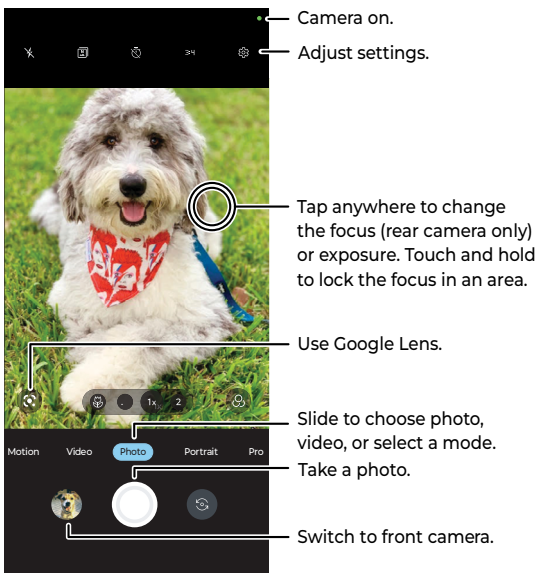 Camera on.
3:4
Adjust settings.
Tap anywhere to change
the focus (rear camera only)
or exposure. Touch and hold
to lock the focus in an area.
Use Google Lens.
1x 2
Slide to choose photo,
video, or select a mode.
Motion Video Photo Portrait Pro
Take a photo.
Switch to front camera.